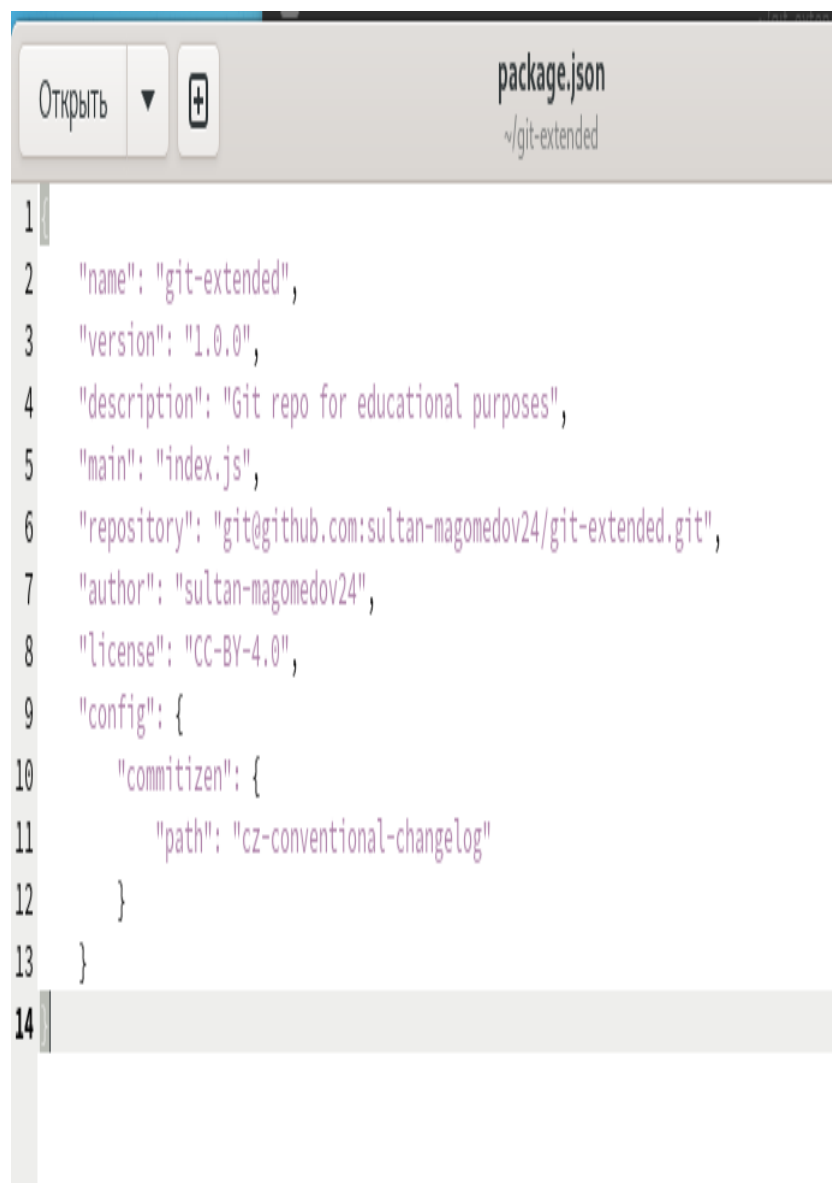 Открыть
package.json
~/git-extended
1 {
2 "name": "git-extended",
3 "version": "1.0.0",
4 "description": "Git repo for educational purposes",
5 "main": "index.js",
6 "repository": "git@github.com:sultan-magomedov24/git-extended.git",
7 "author": "sultan-magomedov24",
8 "license": "CC-BY-4.0",
9 "config": {
10 "commitizen": {
11 "path": "cz-conventional-changelog"
12 }
13 }
14 }